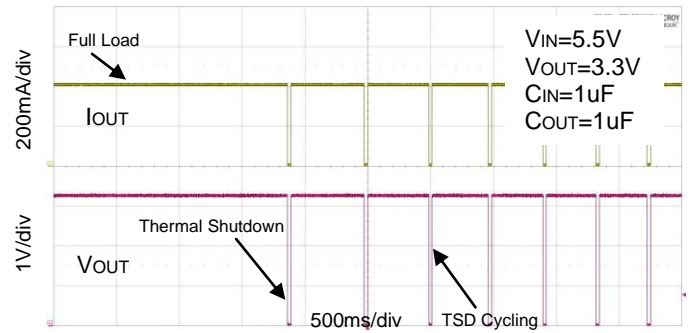 Full Load
200mA/div
IOUT
VIN=5.5V
VOUT=3.3V
CIN=1uF
COUT=1uF
Thermal Shutdown
1V/div
VOUT
500ms/div
TSD Cycling